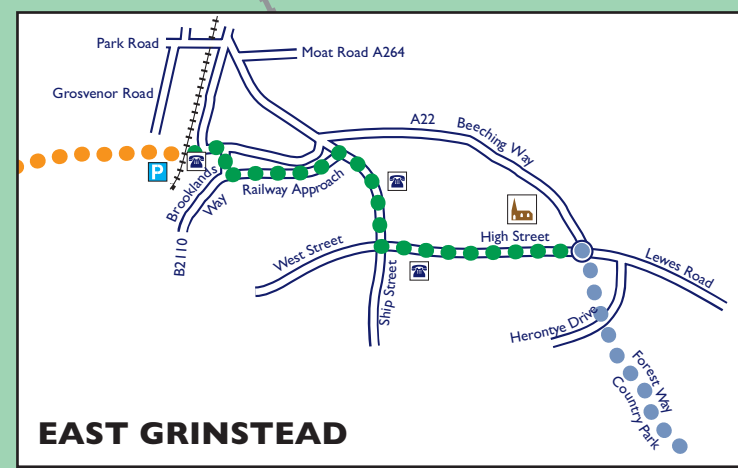 Park Road
Moat Road A264
Grosvenor Road
A22
Beeching Way
P
Brooklands
Way
Railway Approach
B2110
West Street
High Street
Ship Street
Lewes Road
Herontye Drive
Forest Way
Country Park
EAST GRINSTEAD